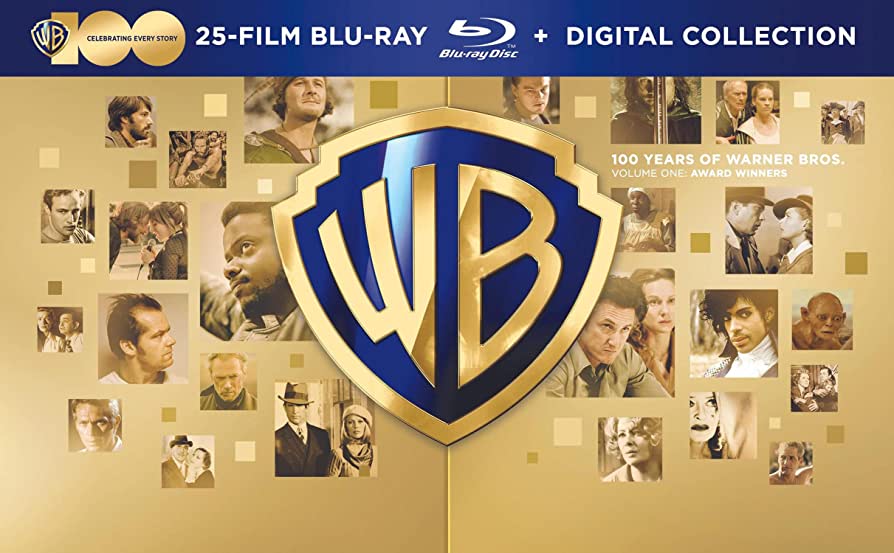 WB 100 CELEBRATING EVERY STORY
25-FILM BLU-RAY Blu-ray Disc™ + DIGITAL COLLECTION
100 YEARS OF WARNER BROS.
VOLUME ONE: AWARD WINNERS
WB